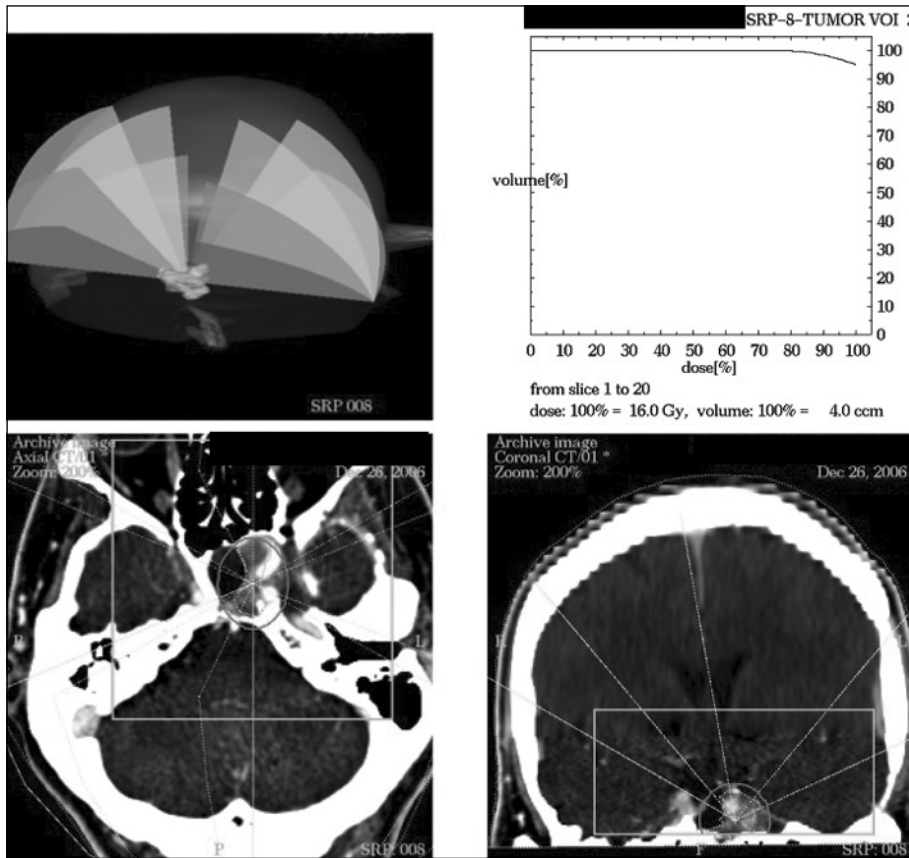 SRP 008
SRP-8-TUMOR VOI
100
90
80
70
60
volume[%]
50
40
30
20
10
0
0 10 20 30 40 50 60 70 80 90 100
dose[%]
from slice 1 to 20
dose: 100% = 16.0 Gy, volume: 100% = 4.0 ccm
Archive image
Axial CT/01 *
Zoom: 200%
Dec 26, 2006
R
L
P
SRP: 008
Archive image
Coronal CT/01 *
Zoom: 200%
Dec 26, 2006
R
L
F
SRP: 008